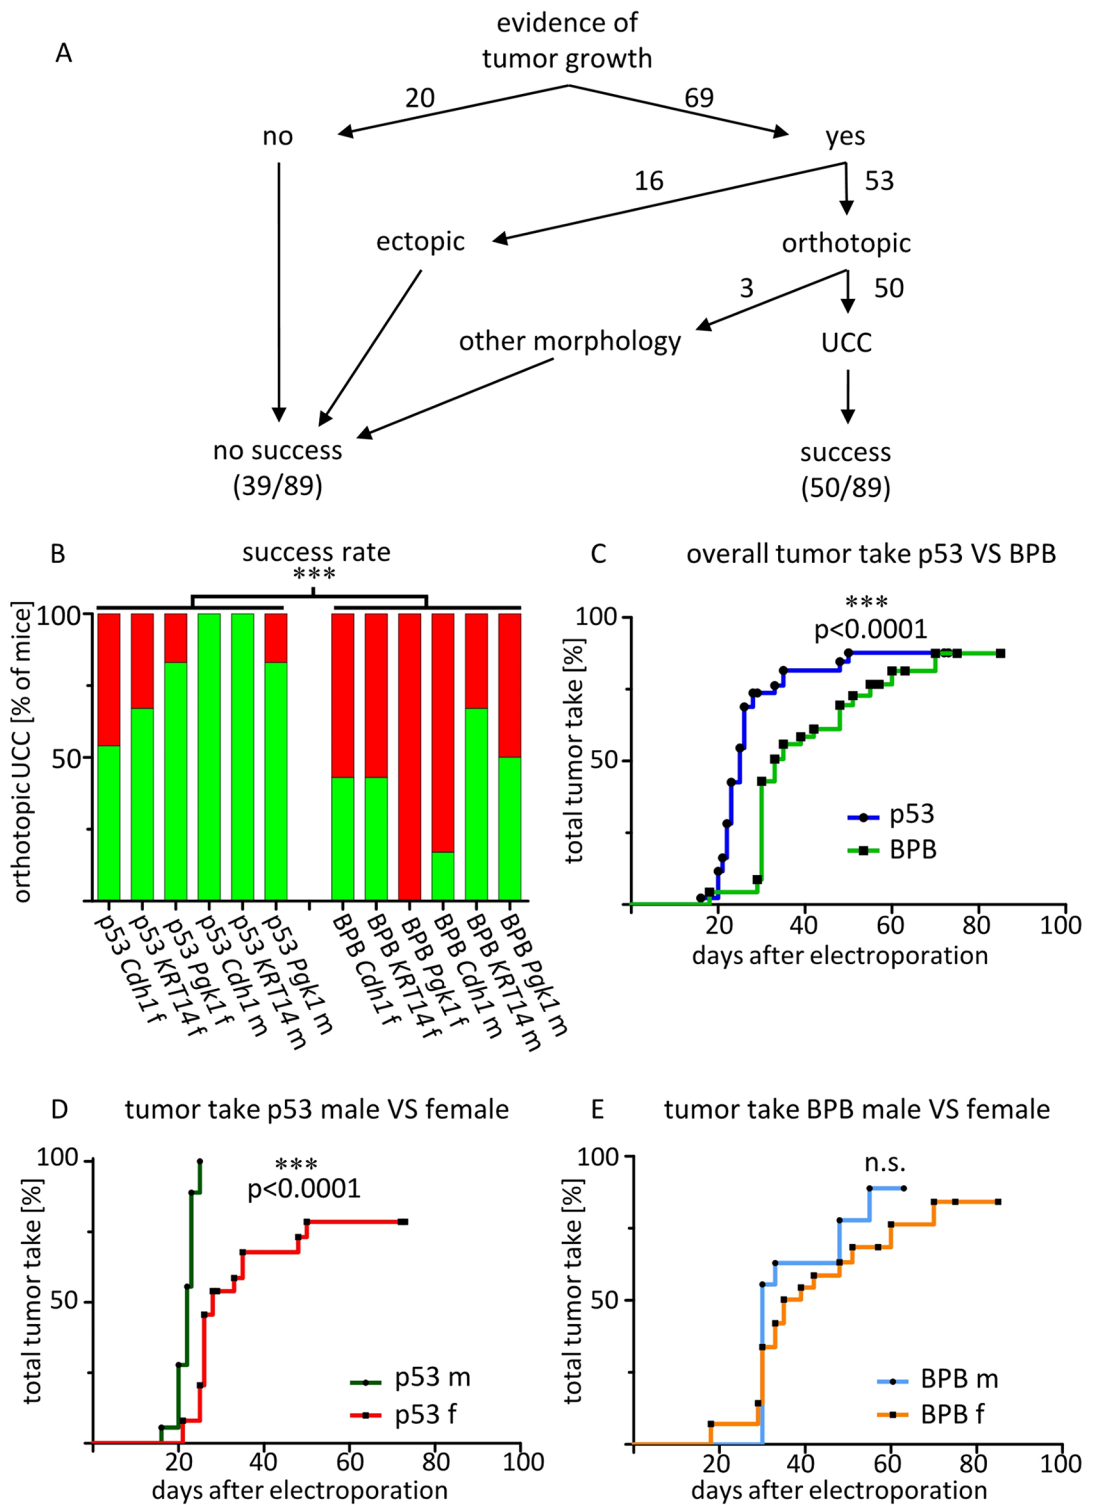 A
evidence of
tumor growth
20
69
no
yes
16
53
ectopic
orthotopic
3
50
other morphology
UCC
no success
(39/89)
success
(50/89)
B
success rate
***
orthotopic UCC [% of mice]
100
50
p53 Cdh1 f
p53 KRT14 f
p53 Pgk1 f
p53 Cdh1 m
p53 KRT14 m
p53 Pgk1 m
BPB Cdh1 f
BPB KRT14 f
BPB Pgk1 f
BPB Cdh1 m
BPB KRT14 m
BPB Pgk1 m
C
overall tumor take p53 VS BPB
***
p<0.0001
total tumor take [%]
100
50
p53
BPB
20 40 60 80 100
days after electroporation
D
tumor take p53 male VS female
***
p<0.0001
total tumor take [%]
100
50
p53 m
p53 f
20 40 60 80 100
days after electroporation
E
tumor take BPB male VS female
n.s.
total tumor take [%]
100
50
BPB m
BPB f
20 40 60 80 100
days after electroporation